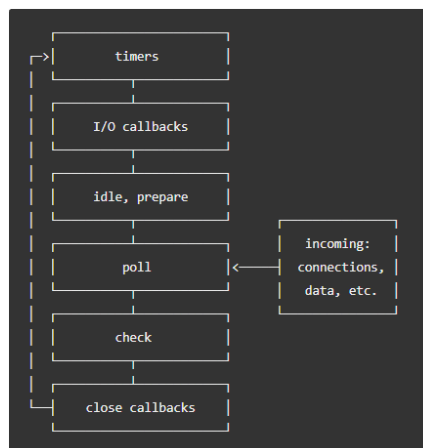 timers
I/O callbacks
idle, prepare
incoming:
poll
connections,
data, etc.
check
close callbacks